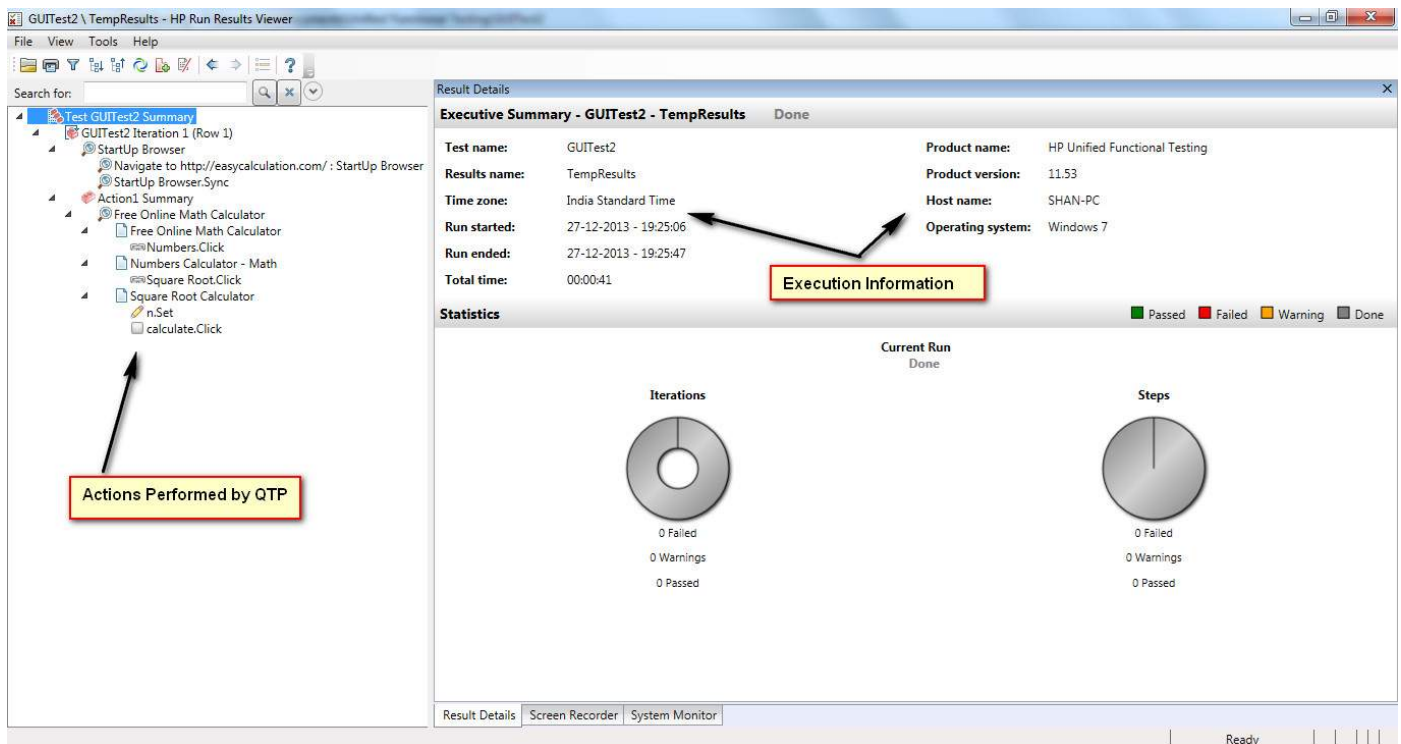 GUITest2 \ TempResults - HP Run Results Viewer
File View Tools Help
Search for:
Test GUITest2 Summary
GUITest2 Iteration 1 (Row 1)
StartUp Browser
Navigate to http://easycalculation.com/ : StartUp Browser
StartUp Browser.Sync
Action1 Summary
Free Online Math Calculator
Free Online Math Calculator
Numbers.Click
Numbers Calculator - Math
Square Root.Click
Square Root Calculator
n.Set
calculate.Click
Actions Performed by QTP
Result Details
Executive Summary - GUITest2 - TempResults Done
Test name: GUITest2 Product name: HP Unified Functional Testing
Results name: TempResults Product version: 11.53
Time zone: India Standard Time Host name: SHAN-PC
Run started: 27-12-2013 - 19:25:06 Operating system: Windows 7
Run ended: 27-12-2013 - 19:25:47
Total time: 00:00:41
Execution Information
Statistics Passed Failed Warning Done
Current Run
Done
Iterations Steps
0 Failed 0 Failed
0 Warnings 0 Warnings
0 Passed 0 Passed
Result Details Screen Recorder System Monitor
Ready